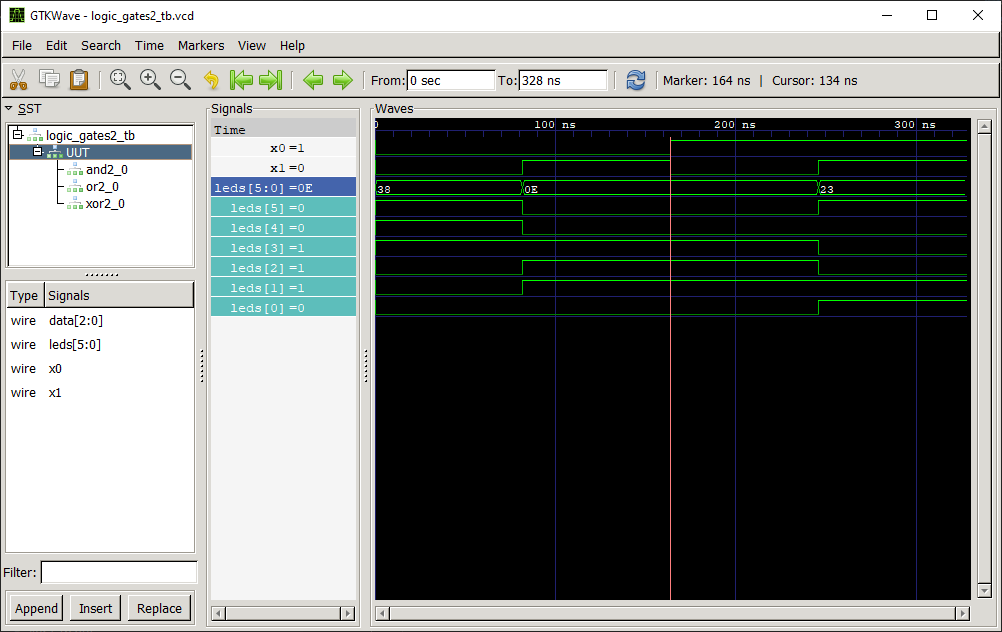 GTKWave - logic_gates2_tb.vcd
File Edit Search Time Markers View Help
From: 0 sec To: 328 ns Marker: 164 ns | Cursor: 134 ns
SST
logic_gates2_tb
UUT
and2_0
or2_0
xor2_0
Type Signals
wire data[2:0]
wire leds[5:0]
wire x0
wire x1
Filter:
Append Insert Replace
Signals
Time
x0 =1
x1 =0
leds[5:0] =0E
leds[5] =0
leds[4] =0
leds[3] =1
leds[2] =1
leds[1] =1
leds[0] =0
Waves
0 100 ns 200 ns 300 ns
38 0E 23